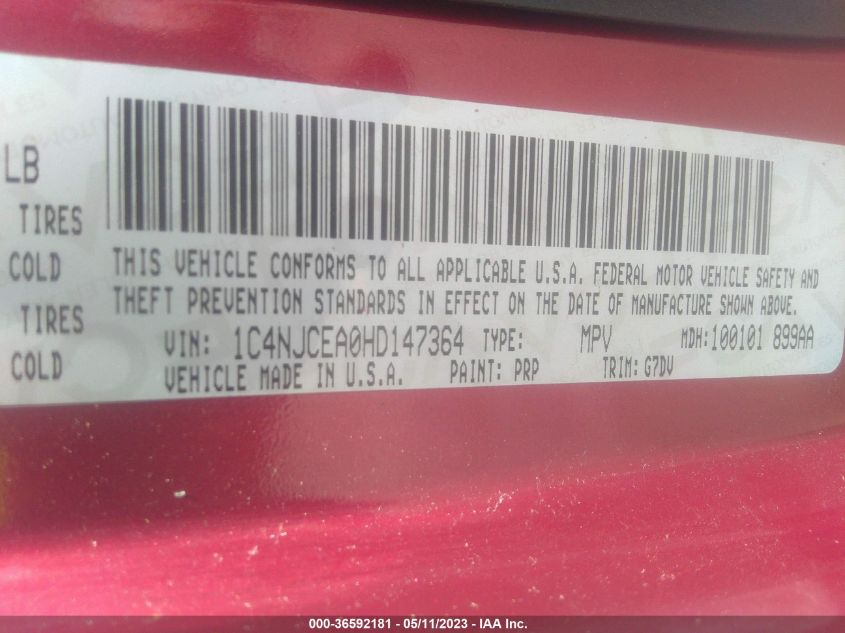 LB
TIRES
COLD
TIRES
COLD
THIS VEHICLE CONFORMS TO ALL APPLICABLE U.S.A. FEDERAL MOTOR VEHICLE SAFETY AND
THEFT PREVENTION STANDARDS IN EFFECT ON THE DATE OF MANUFACTURE SHOWN ABOVE.
VIN: 1C4NJCEA0HD147364 TYPE: MPV MDH:100101 899AA
VEHICLE MADE IN U.S.A. PAINT: PRP TRIM: G7DV
000-36592181 - 05/11/2023 - IAA Inc.